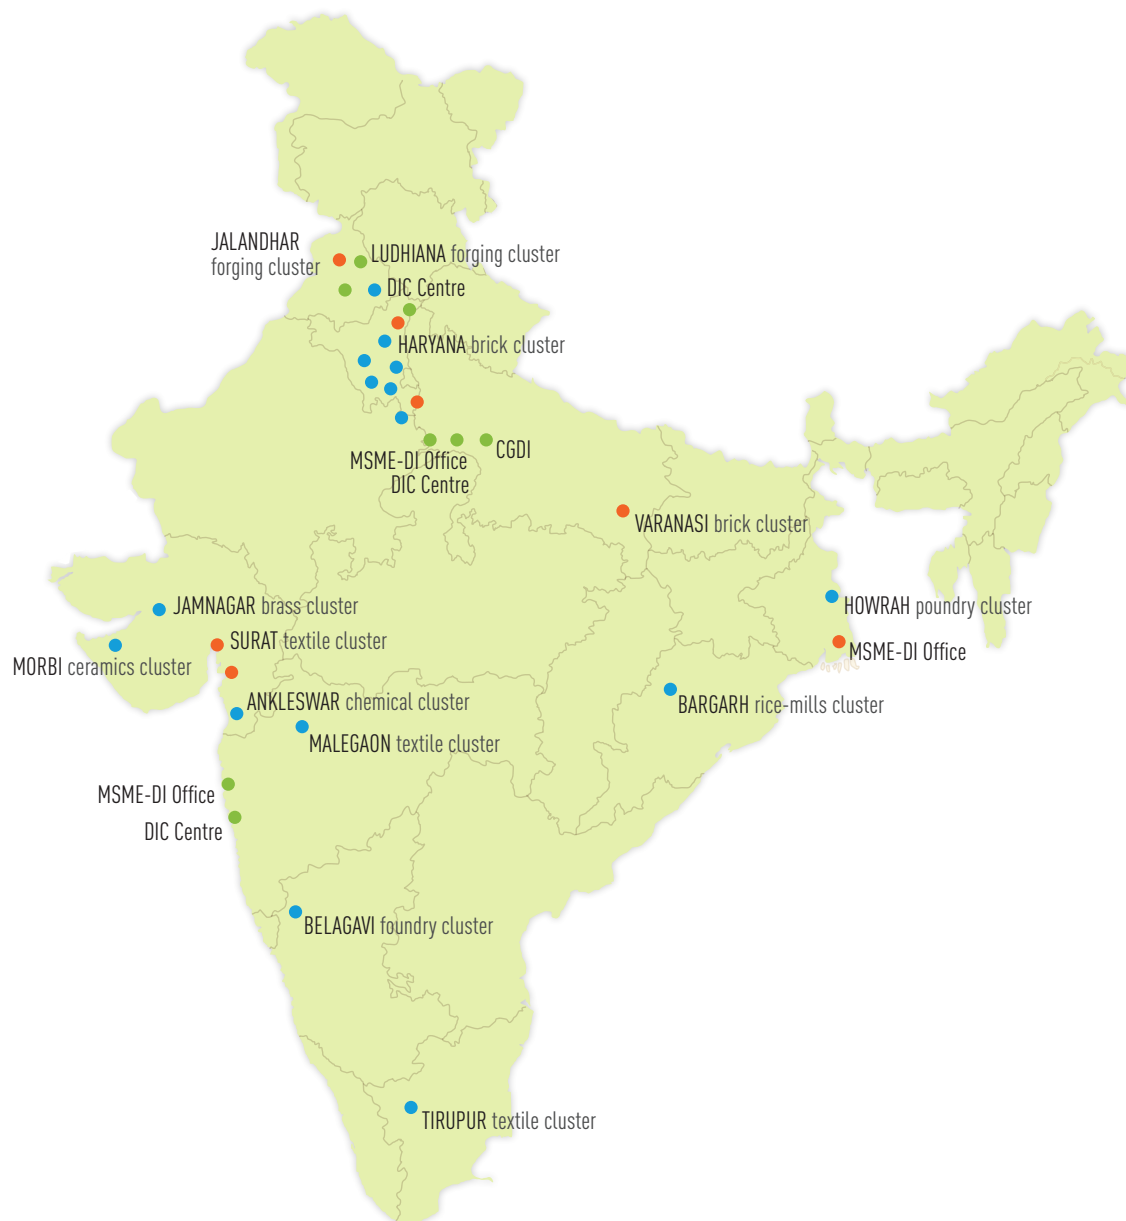 JALANDHAR
forging cluster
LUDHIANA forging cluster
DIC Centre
HARYANA brick cluster
CGDI
MSME-DI Office
DIC Centre
VARANASI brick cluster
JAMNAGAR brass cluster
HOWRAH poundry cluster
SURAT textile cluster
MSME-DI Office
MORBI ceramics cluster
ANKLESWAR chemical cluster
BARGARH rice-mills cluster
MALEGAON textile cluster
MSME-DI Office
DIC Centre
BELAGAVI foundry cluster
TIRUPUR textile cluster